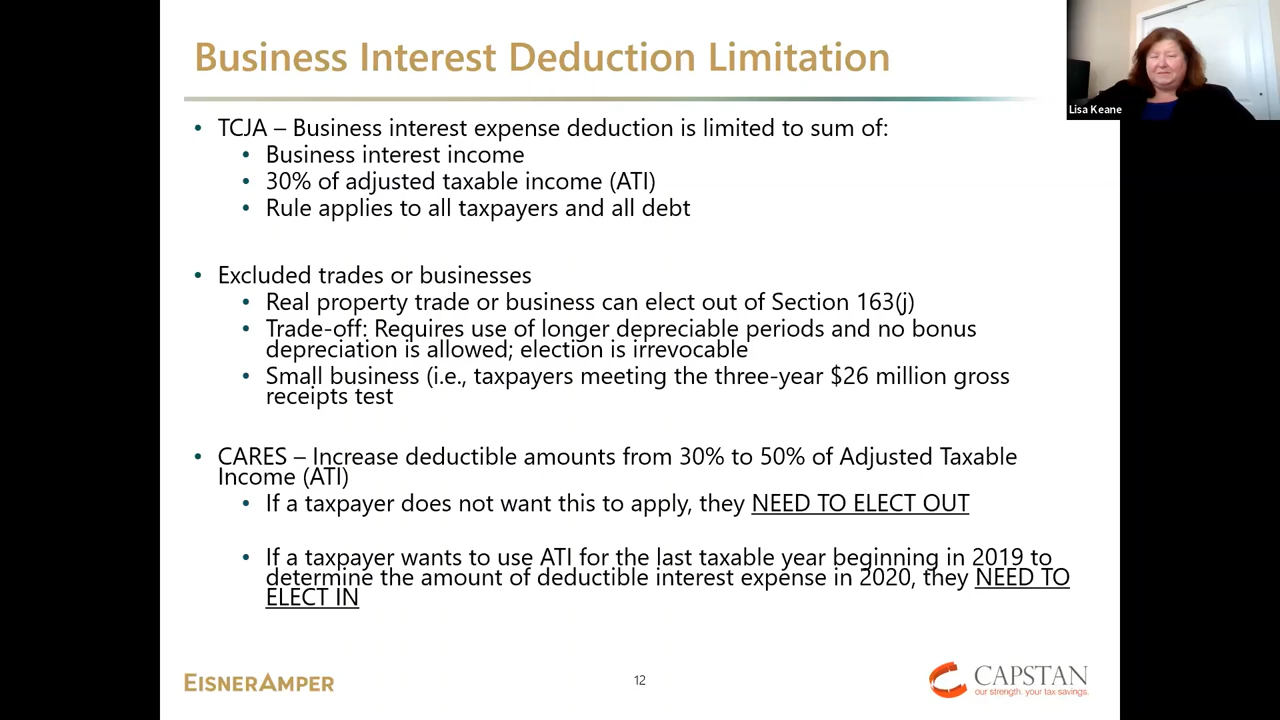 Business Interest Deduction Limitation
Lisa Keane
• TCJA – Business interest expense deduction is limited to sum of:
• Business interest income
• 30% of adjusted taxable income (ATI)
• Rule applies to all taxpayers and all debt
• Excluded trades or businesses
• Real property trade or business can elect out of Section 163(j)
• Trade-off: Requires use of longer depreciable periods and no bonus
depreciation is allowed; election is irrevocable
• Small business (i.e., taxpayers meeting the three-year $26 million gross
receipts test
• CARES – Increase deductible amounts from 30% to 50% of Adjusted Taxable
Income (ATI)
• If a taxpayer does not want this to apply, they NEED TO ELECT OUT
• If a taxpayer wants to use ATI for the last taxable year beginning in 2019 to
determine the amount of deductible interest expense in 2020, they NEED TO
ELECT IN
EISNERAMPER
12
CAPSTAN
our strength. your tax savings.